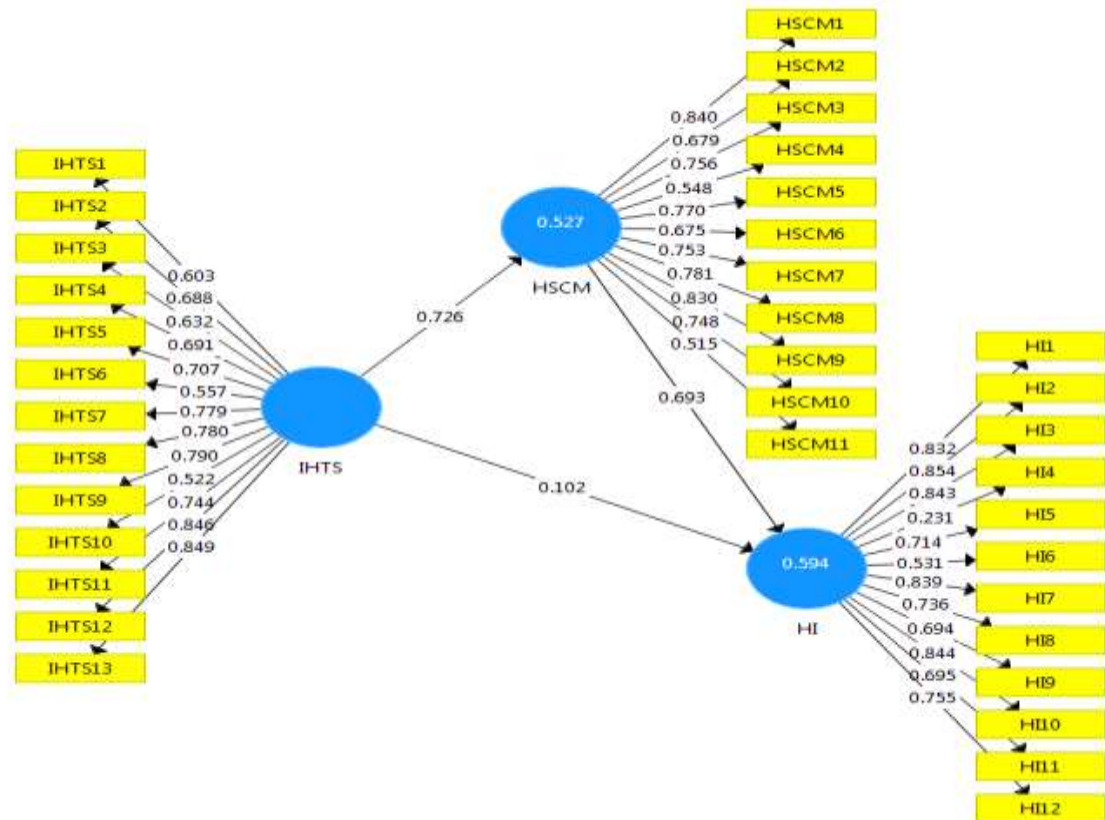 HSCM1
HSCM2
HSCM3
HSCM4
HSCM5
HSCM6
HSCM7
HSCM8
HSCM9
HSCM10
HSCM11
0.840
0.679
0.756
0.548
0.770
0.675
0.753
0.781
0.830
0.748
0.515
0.527
HSCM
IHTS1
IHTS2
IHTS3
IHTS4
IHTS5
IHTS6
IHTS7
IHTS8
IHTS9
IHTS10
IHTS11
IHTS12
IHTS13
0.603
0.688
0.632
0.691
0.707
0.557
0.779
0.780
0.790
0.522
0.744
0.846
0.849
IHTS
0.726
0.693
0.102
0.594
HI
0.832
0.854
0.843
0.231
0.714
0.531
0.839
0.736
0.694
0.844
0.695
0.755
HI1
HI2
HI3
HI4
HI5
HI6
HI7
HI8
HI9
HI10
HI11
HI12